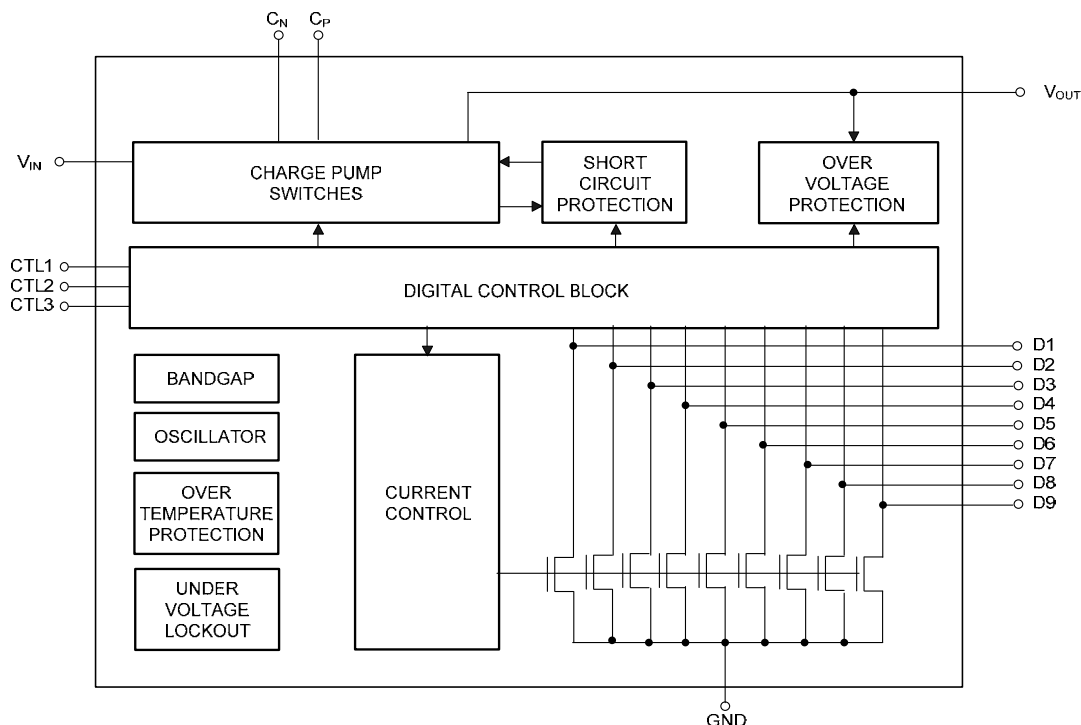 CN CP
VOUT
VIN
CHARGE PUMP
SWITCHES
SHORT
CIRCUIT
PROTECTION
OVER
VOLTAGE
PROTECTION
CTL1
CTL2
CTL3
DIGITAL CONTROL BLOCK
D1
D2
D3
D4
D5
D6
D7
D8
D9
BANDGAP
OSCILLATOR
OVER
TEMPERATURE
PROTECTION
UNDER
VOLTAGE
LOCKOUT
CURRENT
CONTROL
GND